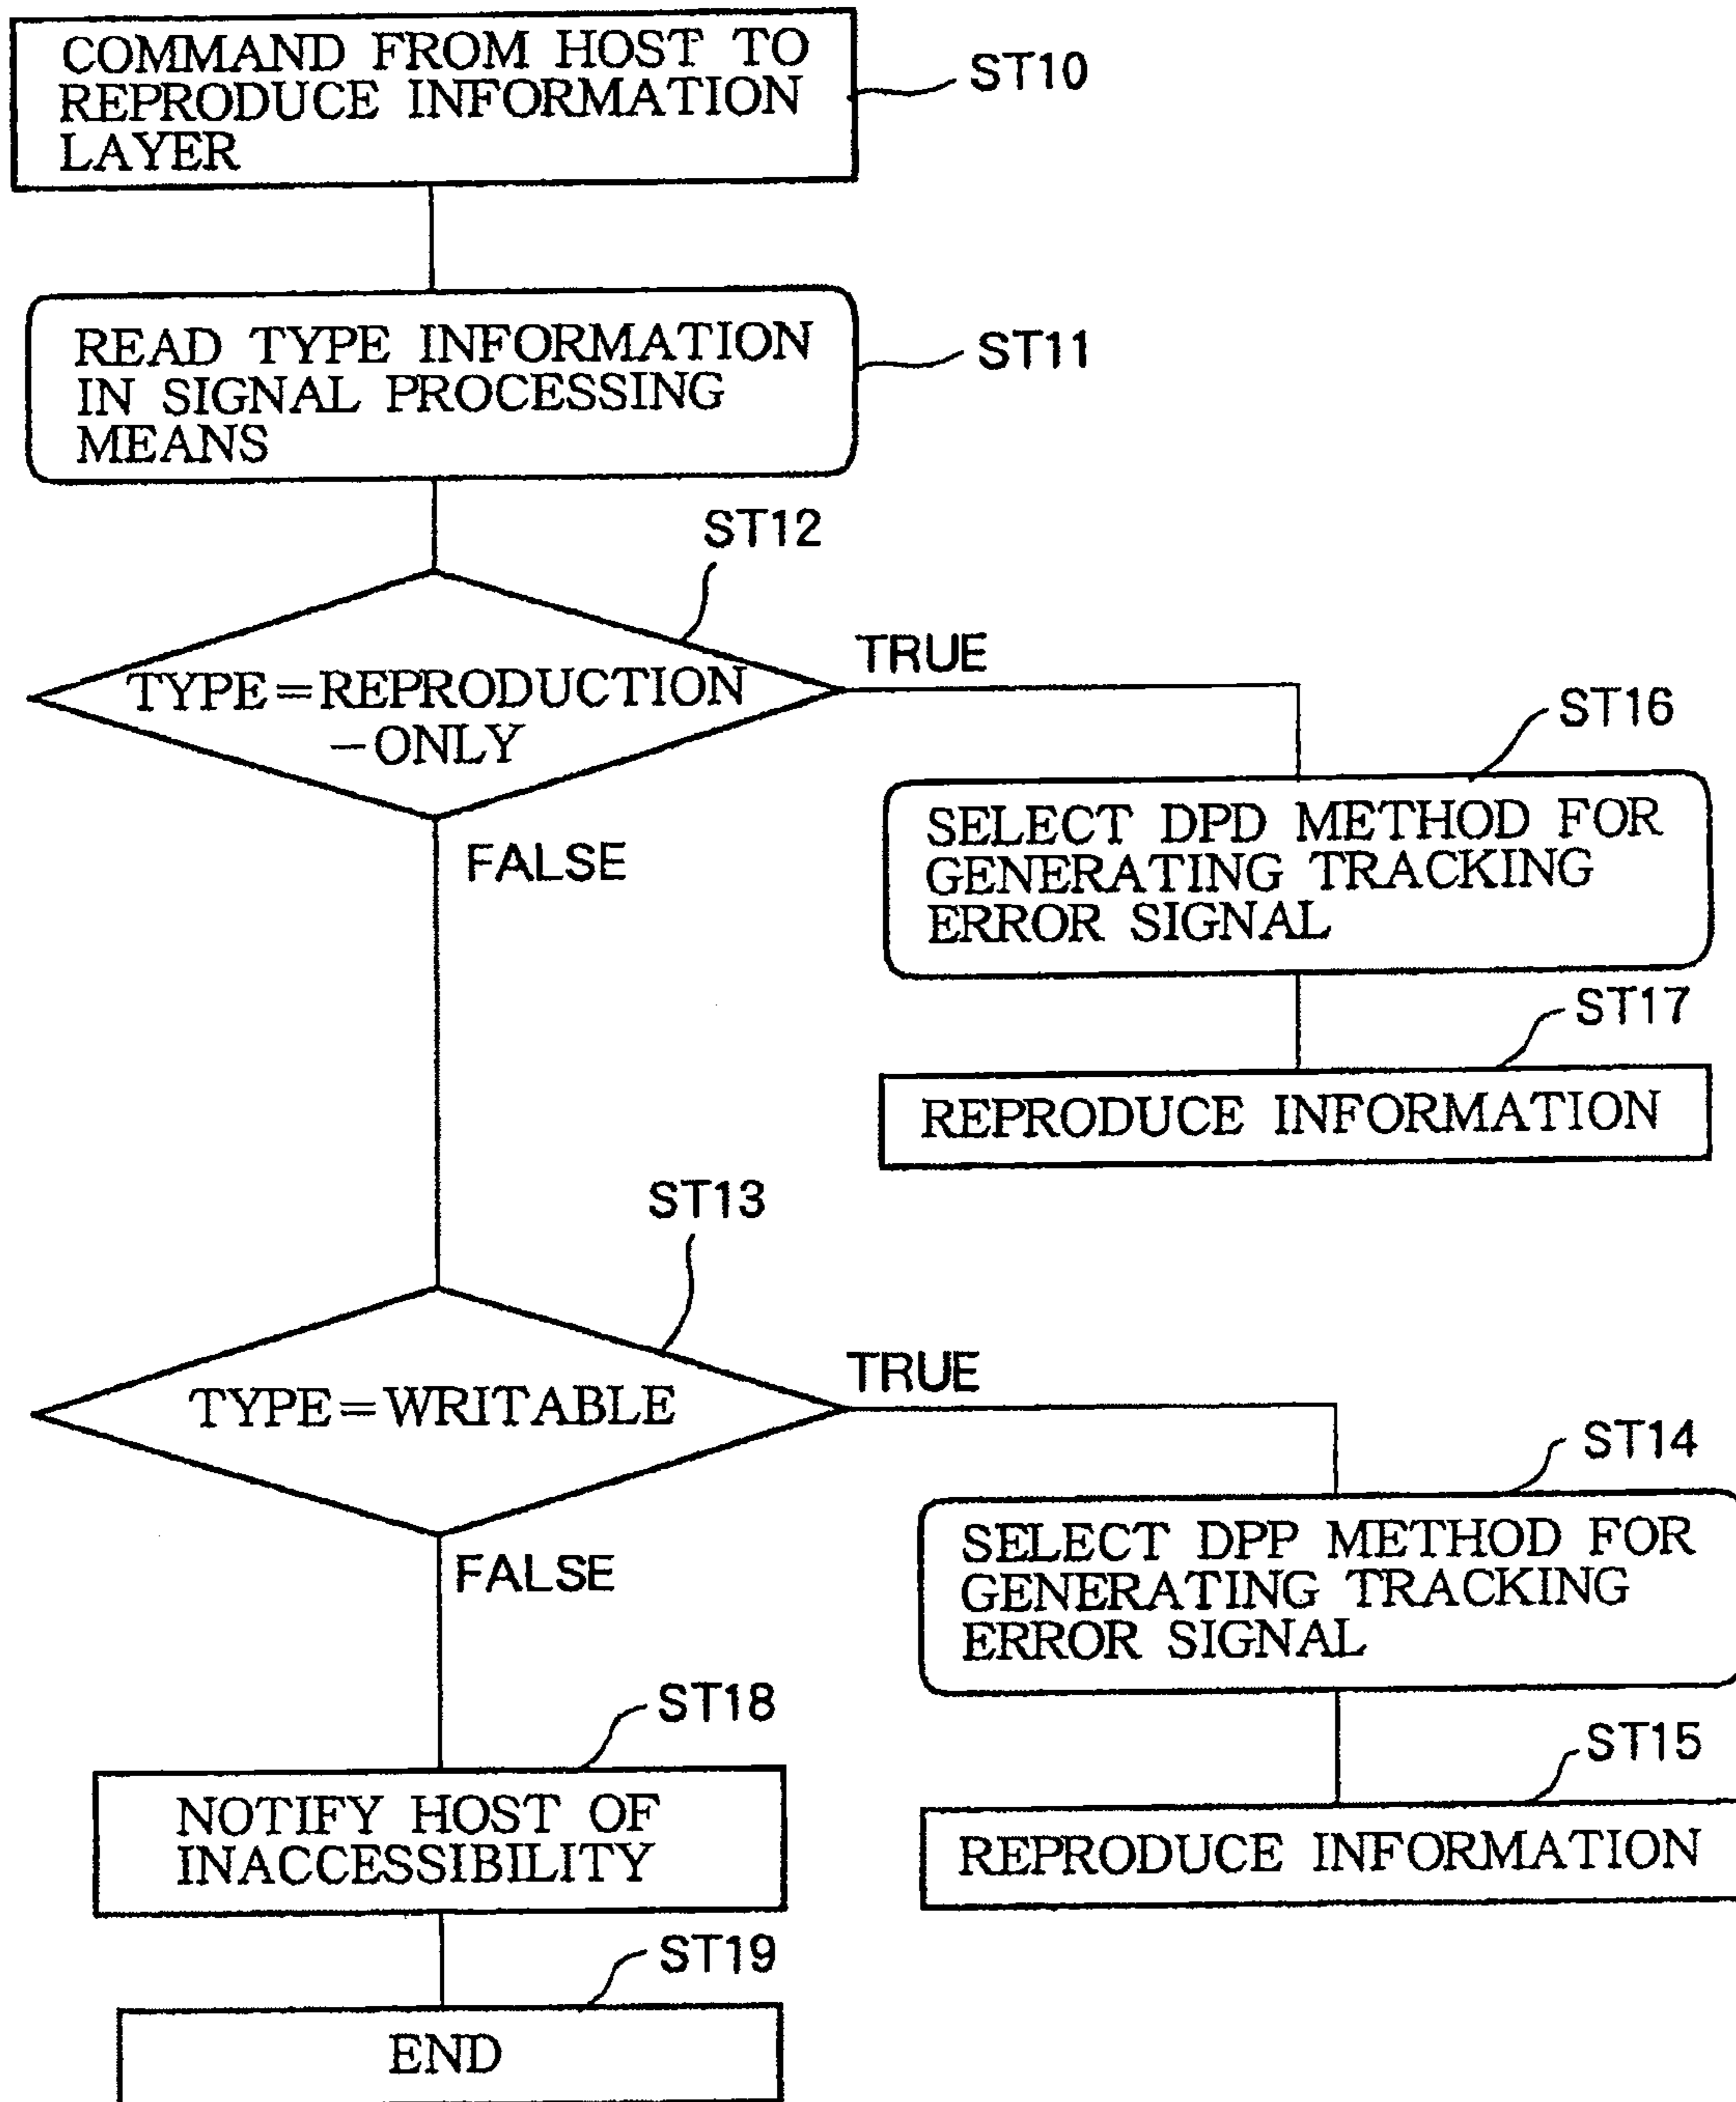 COMMAND FROM HOST TO
REPRODUCE INFORMATION
LAYER
ST10
READ TYPE INFORMATION
IN SIGNAL PROCESSING
MEANS
ST11
ST12
TYPE=REPRODUCTION
-ONLY
TRUE
FALSE
ST16
SELECT DPD METHOD FOR
GENERATING TRACKING
ERROR SIGNAL
ST17
REPRODUCE INFORMATION
ST13
TYPE=WRITABLE
TRUE
FALSE
ST14
SELECT DPP METHOD FOR
GENERATING TRACKING
ERROR SIGNAL
ST15
REPRODUCE INFORMATION
ST18
NOTIFY HOST OF
INACCESSIBILITY
ST19
END